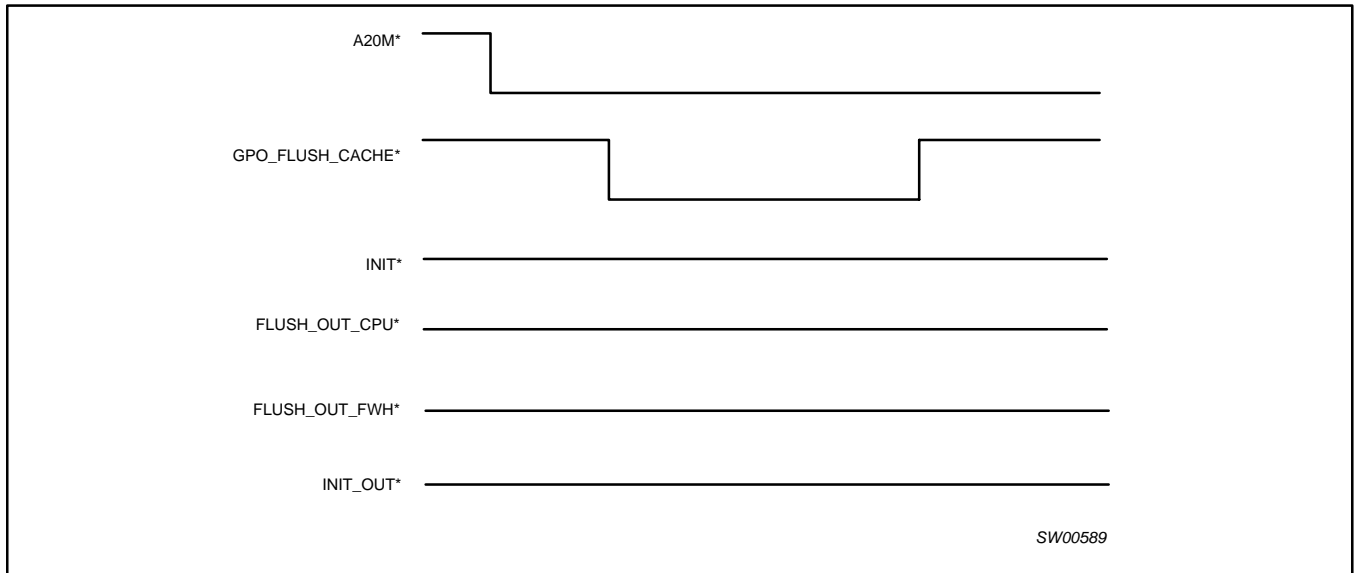 A20M*
GPO_FLUSH_CACHE*
INIT*
FLUSH_OUT_CPU*
FLUSH_OUT_FWH*
INIT_OUT*
SW00589